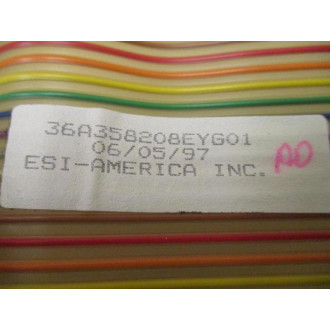 36A358208EYG01
06/05/97
ESI-AMERICA INC.
AO